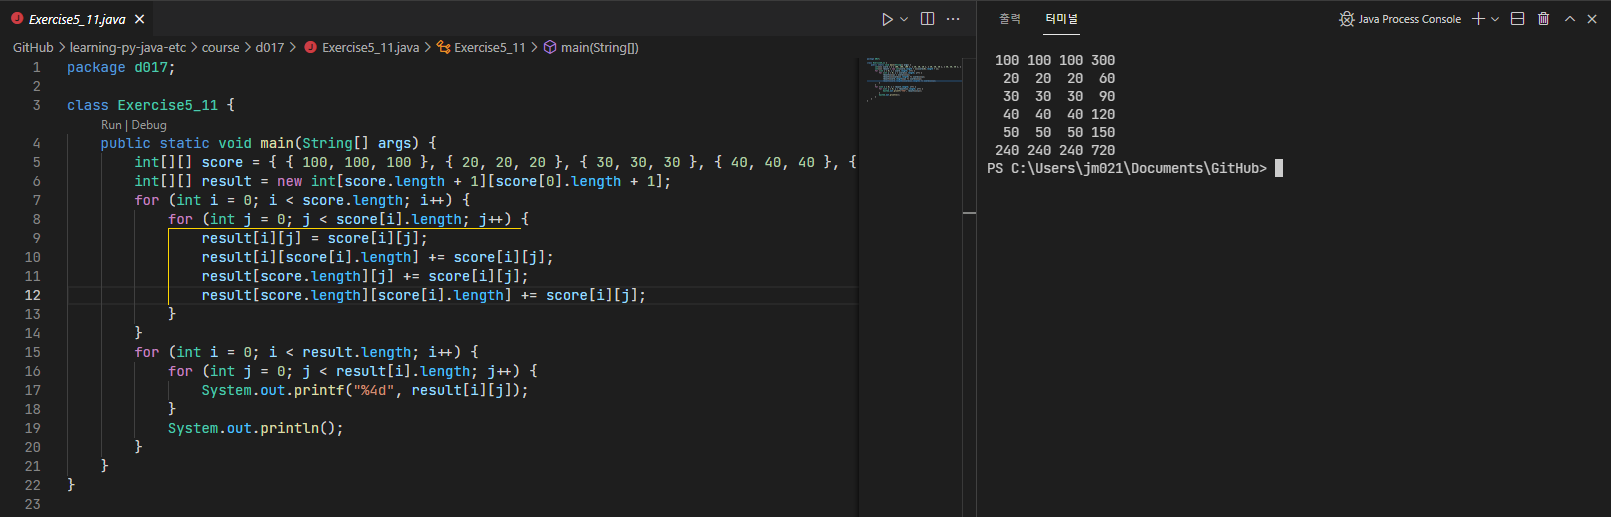 Exercise5_11.java
GitHub > learning-py-java-etc > course > d017 > Exercise5_11.java > Exercise5_11 > main(String[])
1 package d017;
2
3 class Exercise5_11 {
Run | Debug
4 public static void main(String[] args) {
5 int[][] score = { { 100, 100, 100 }, { 20, 20, 20 }, { 30, 30, 30 }, { 40, 40, 40 }, {
6 int[][] result = new int[score.length + 1][score[0].length + 1];
7 for (int i = 0; i < score.length; i++) {
8 for (int j = 0; j < score[i].length; j++) {
9 result[i][j] = score[i][j];
10 result[i][score[i].length] += score[i][j];
11 result[score.length][j] += score[i][j];
12 result[score.length][score[i].length] += score[i][j];
13 }
14 }
15 for (int i = 0; i < result.length; i++) {
16 for (int j = 0; j < result[i].length; j++) {
17 System.out.printf("%4d", result[i][j]);
18 }
19 System.out.println();
20 }
21 }
22 }
23
출력 터미널 Java Process Console
100 100 100 300
20 20 20 60
30 30 30 90
40 40 40 120
50 50 50 150
240 240 240 720
PS C:\Users\jm021\Documents\GitHub>